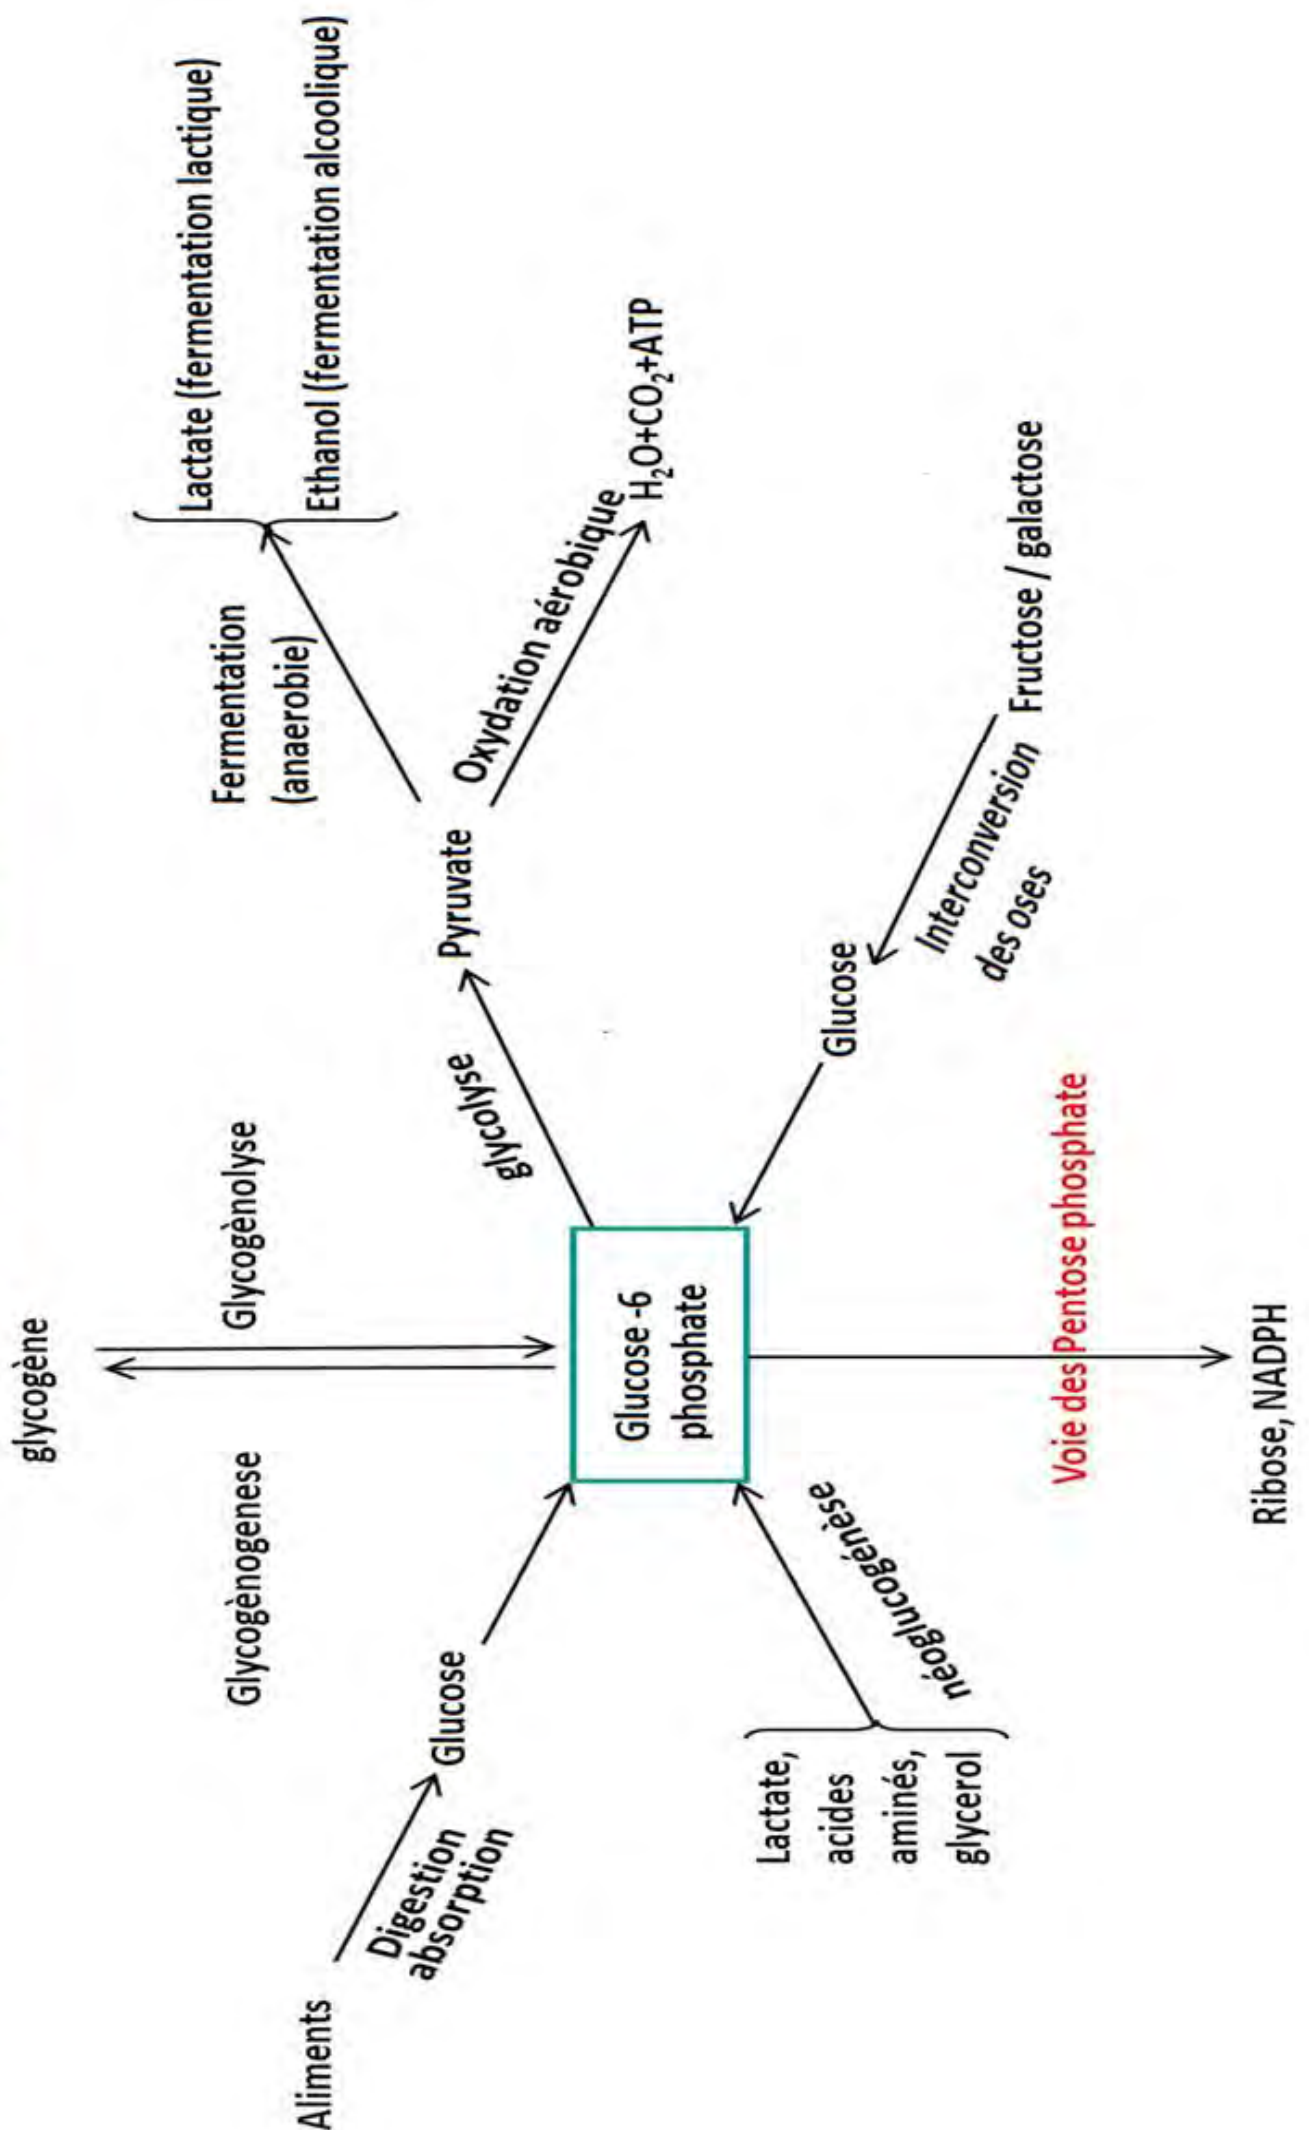 glycogène
Glycogènogenese
Glycogènolyse
Aliments
Digestion
absorption
Glucose
Glucose -6
phosphate
glycolyse
Pyruvate
Fermentation
(anaerobie)
Lactate (fermentation lactique)
Ethanol (fermentation alcoolique)
Oxydation aérobique
H₂O+CO₂+ATP
Lactate,
acides
aminés,
glycerol
néoglucogénèse
Glucose
Interconversion
des oses
Fructose / galactose
Voie des Pentose phosphate
Ribose, NADPH